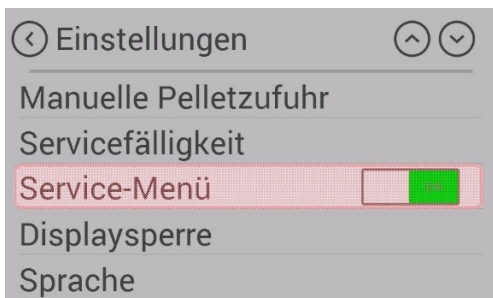 Einstellungen
Manuelle Pelletzufuhr
Servicefälligkeit
Service-Menü
Displaysperre
Sprache